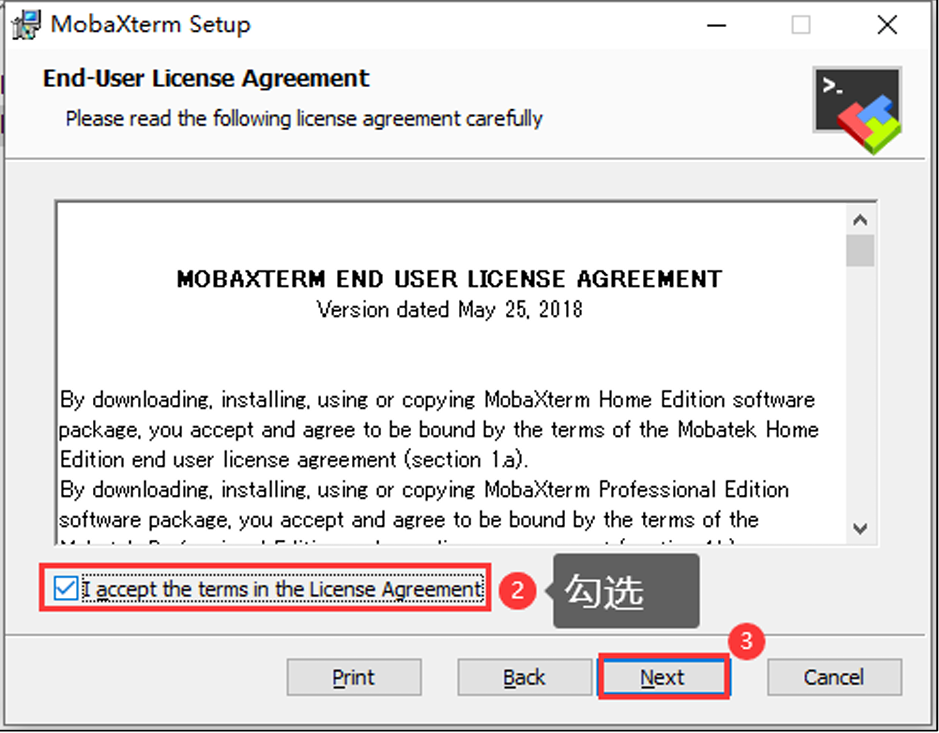 MobaXterm Setup
End-User License Agreement
Please read the following license agreement carefully
>.
MOBAXTERM END USER LICENSE AGREEMENT
Version dated May 25, 2018
By downloading, installing, using or copying MobaXterm Home Edition software
package, you accept and agree to be bound by the terms of the Mobatek Home
Edition end user license agreement (section 1.a).
By downloading, installing, using or copying MobaXterm Professional Edition
software package, you accept and agree to be bound by the terms of the
I accept the terms in the License Agreement
2
勾选
3
Print
Back
Next
Cancel